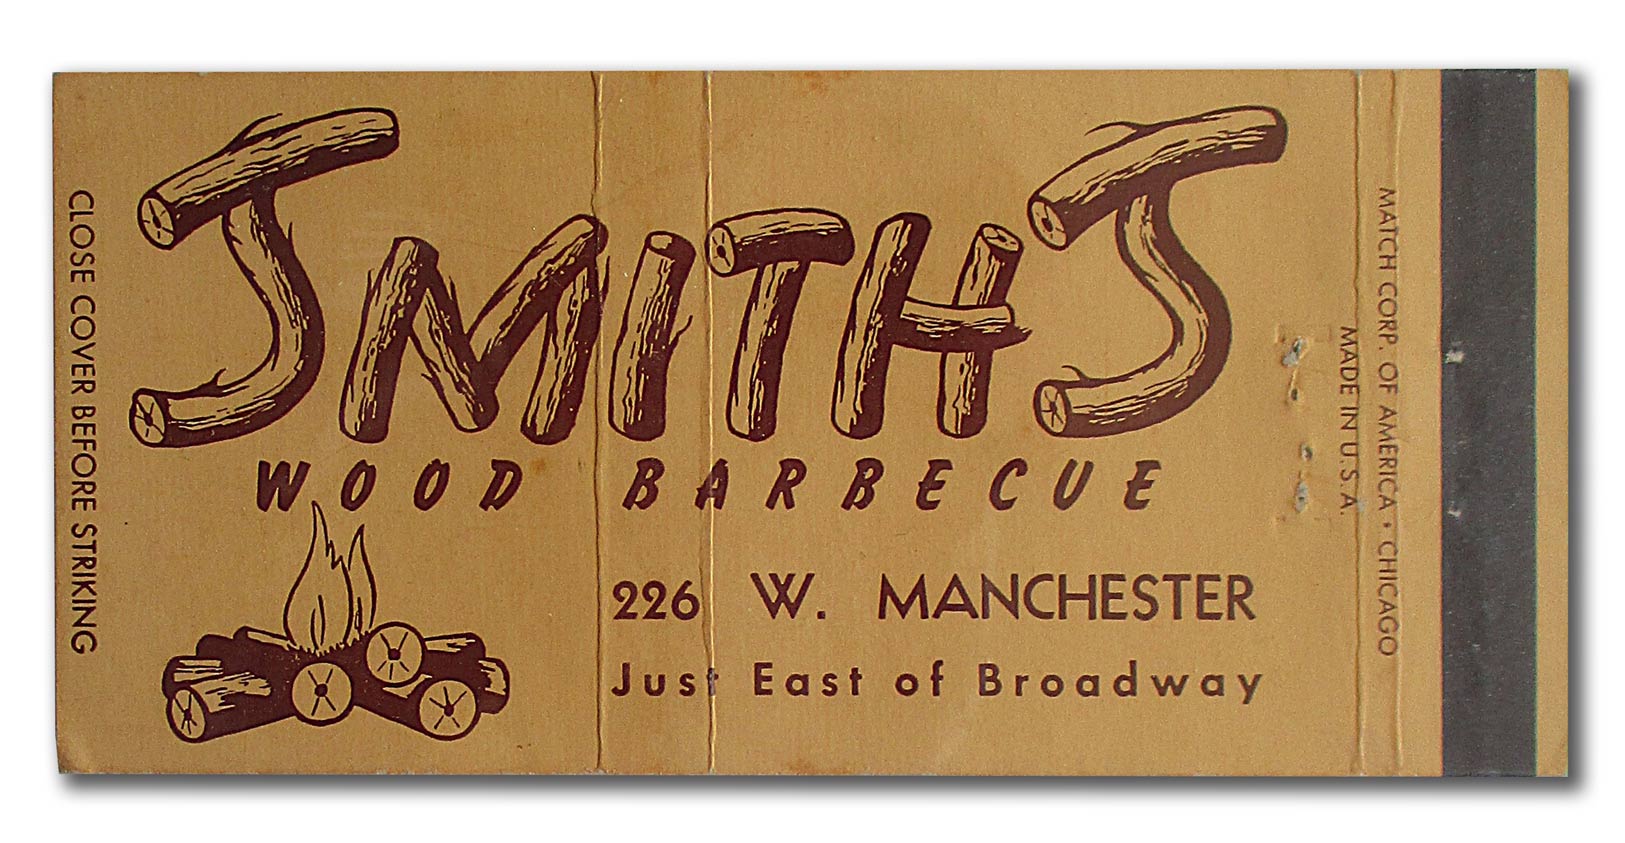 CLOSE COVER BEFORE STRIKING
SMITHS
WOOD BARBECUE
226 W. MANCHESTER
Just East of Broadway
MADE IN U.S.A.
MATCH CORP. OF AMERICA • CHICAGO